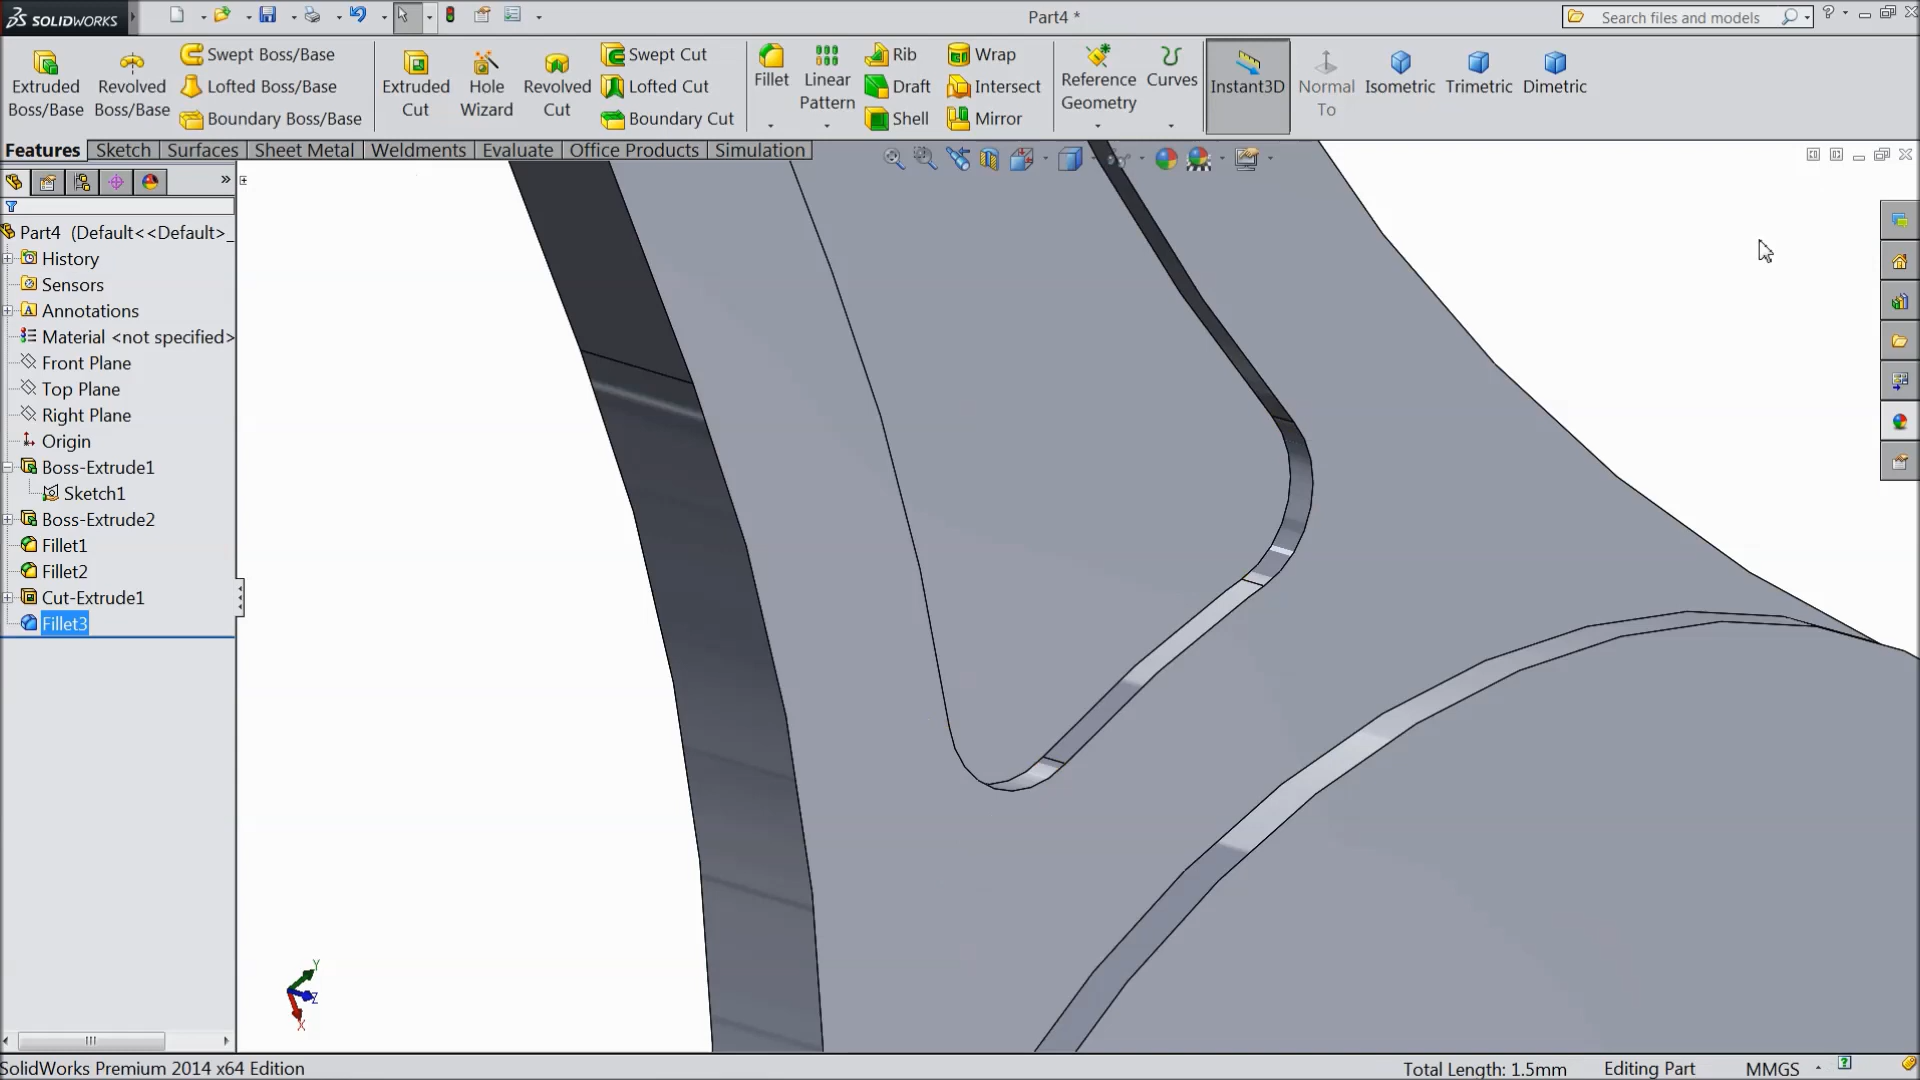 SOLIDWORKS
Part4 *
Search files and models
?
Extruded Boss/Base
Revolved Boss/Base
Swept Boss/Base
Lofted Boss/Base
Boundary Boss/Base
Extruded Cut
Hole Wizard
Revolved Cut
Swept Cut
Lofted Cut
Boundary Cut
Fillet
Linear Pattern
Rib
Draft
Shell
Wrap
Intersect
Mirror
Reference Geometry
Curves
Instant3D
Normal To
Isometric
Trimetric
Dimetric
Features
Sketch
Surfaces
Sheet Metal
Weldments
Evaluate
Office Products
Simulation
»
Part4 (Default<<Default>_
History
Sensors
Annotations
Material <not specified>
Front Plane
Top Plane
Right Plane
Origin
Boss-Extrude1
Sketch1
Boss-Extrude2
Fillet1
Fillet2
Cut-Extrude1
Fillet3
Y
Z
X
SolidWorks Premium 2014 x64 Edition
Total Length: 1.5mm
Editing Part
MMGS